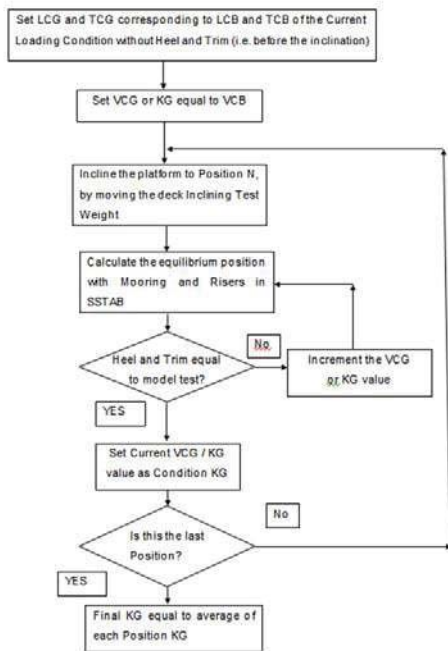 Set LCG and TCG corresponding to LCB and TCB of the Current
Loading Condition without Heel and Trim (i.e. before the inclination)
Set VCG or KG equal to VCB
Incline the platform to Position N,
by moving the deck Inclining Test
Weight
Calculate the equilibrium position
with Mooring and Risers in
SSTAB
Heel and Trim equal
to model test?
No
Increment the VCG
or KG value
YES
Set Current VCG / KG
value as Condition KG
No
Is this the last
Position?
YES
Final KG equal to average of
each Position KG